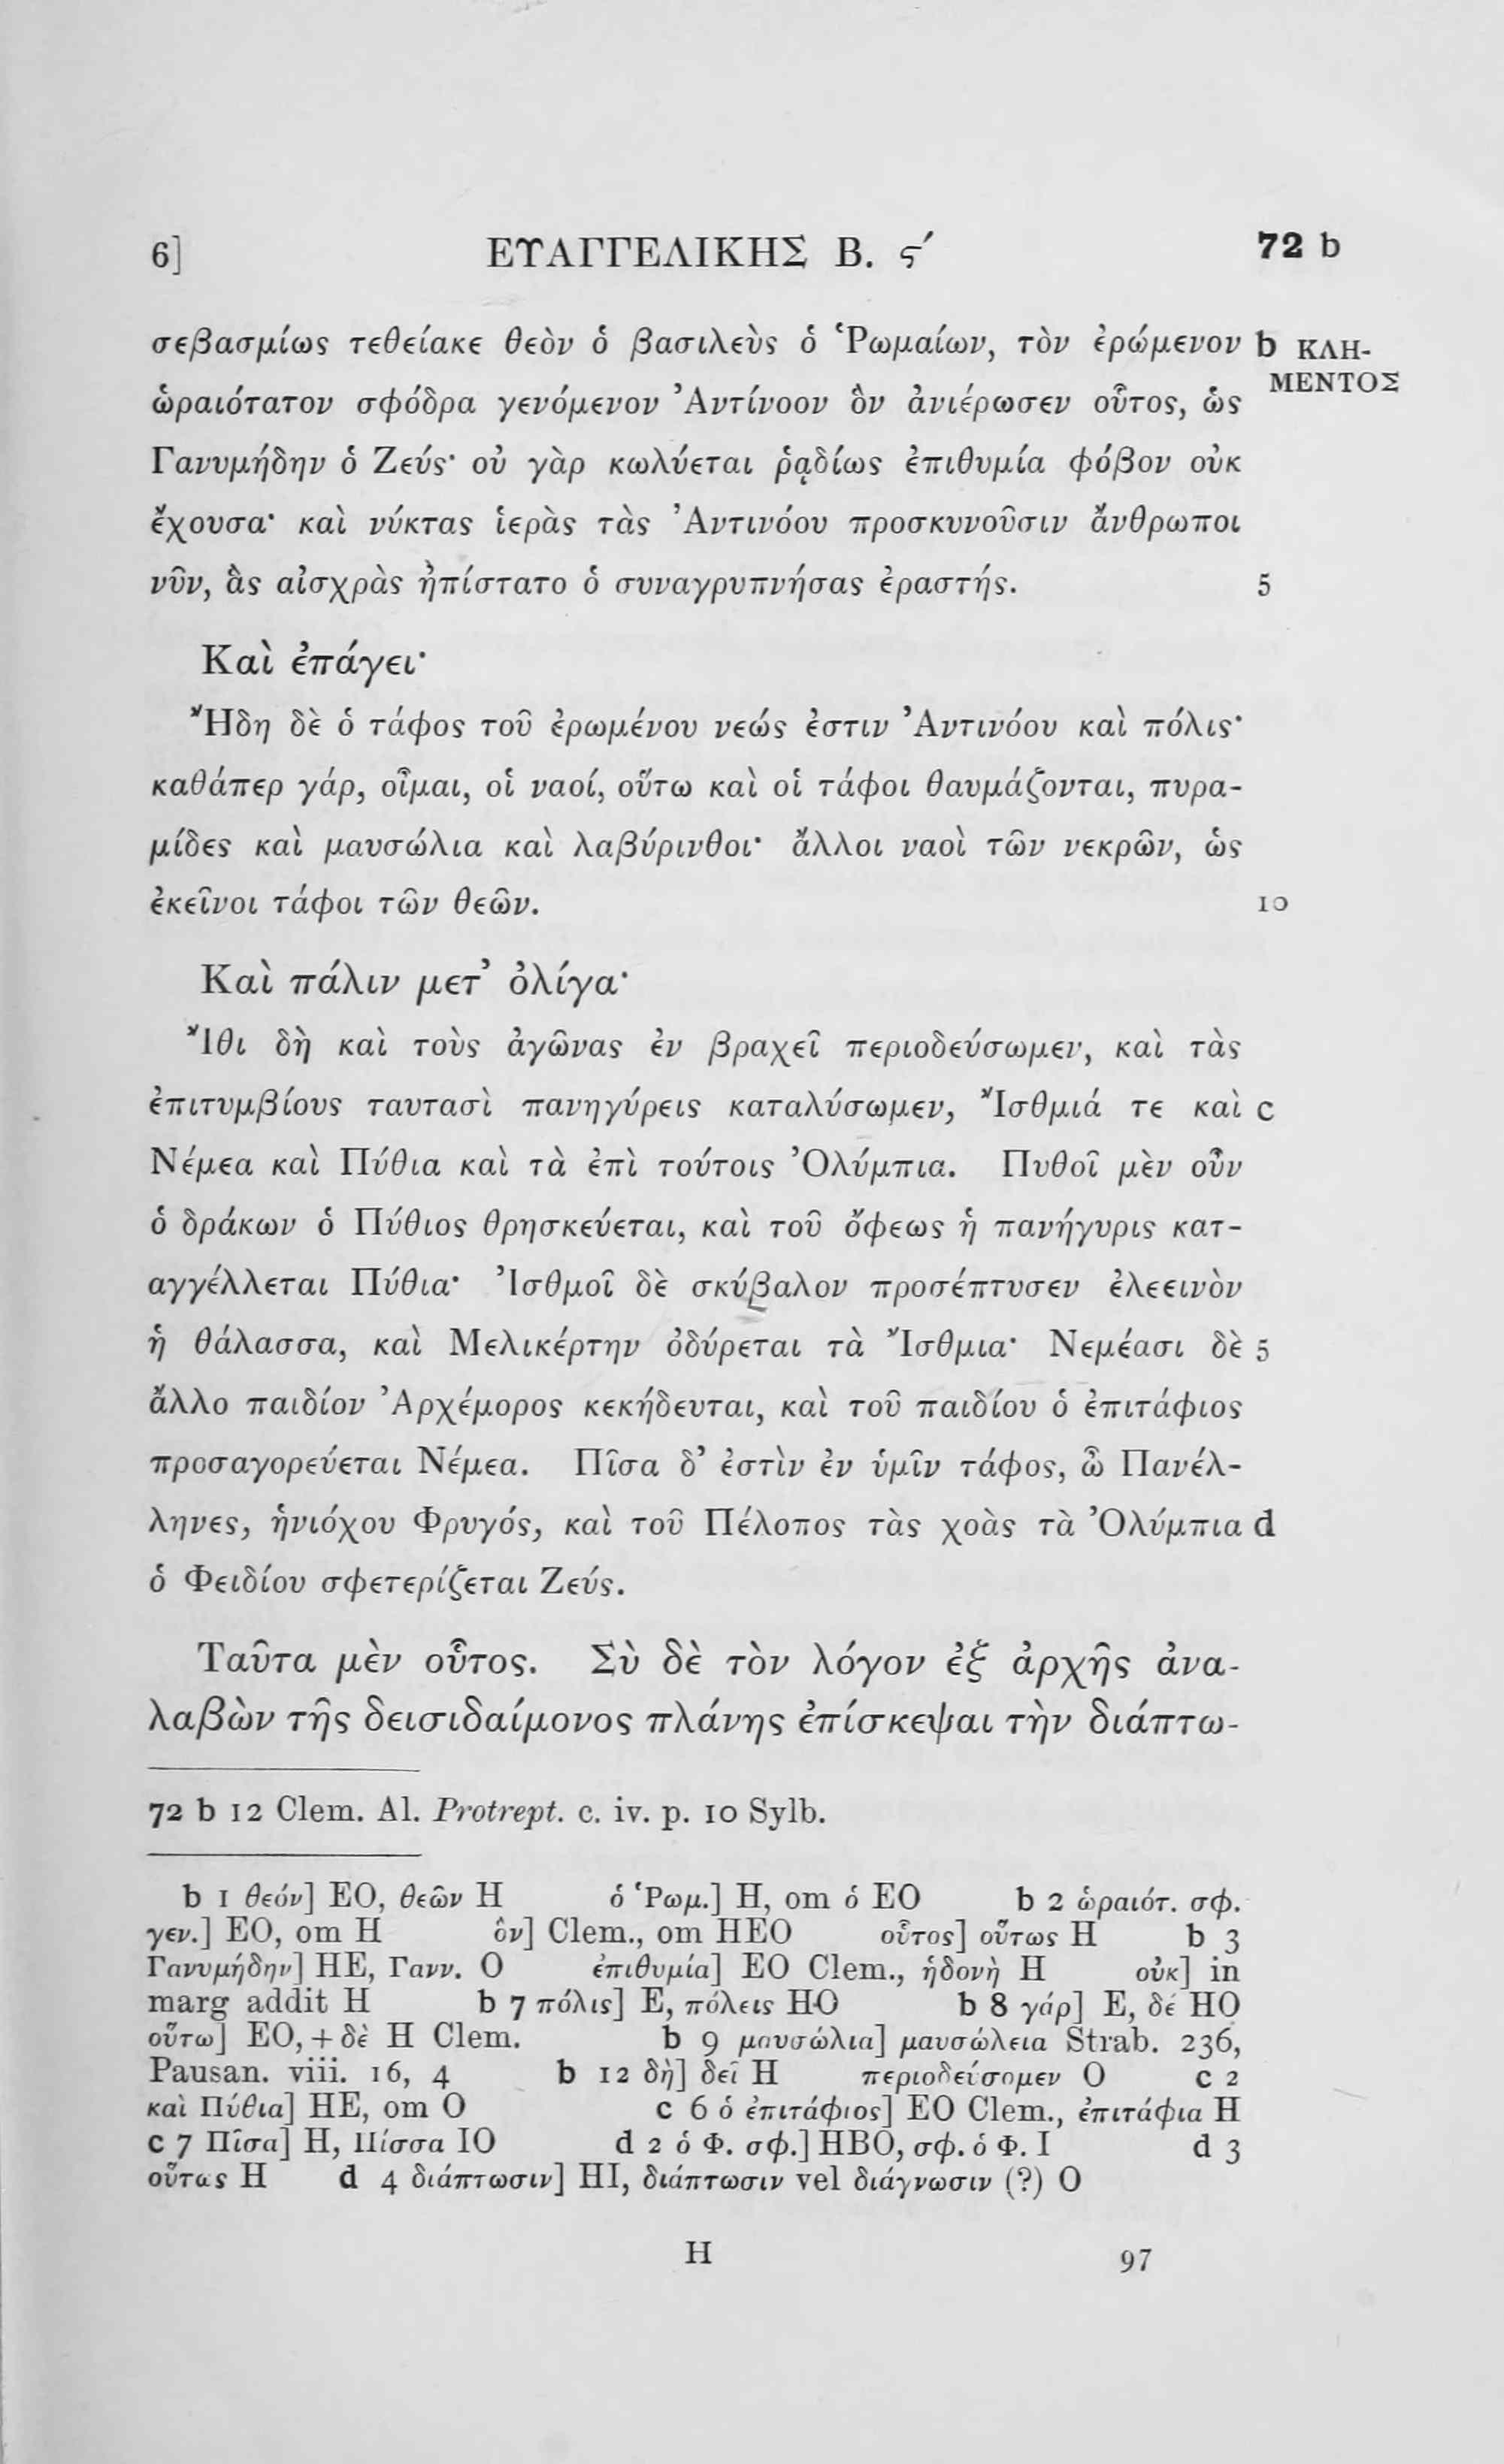 6] ΕΥΑΓΓΕΛΙΚΗΣ Β. ϛ′ 72 b
σεβασμίως τεθείακε θεὸν ὁ βασιλεὺς ὁ Ῥωμαίων, τὸν ἐρώμενον b ΚΛΗ-
ὡραιότατον σφόδρα γενόμενον Ἀντίνοον ὃν ἀνιέρωσεν οὗτος, ὡς ΜΕΝΤΟΣ
Γανυμήδην ὁ Ζεύς· οὐ γὰρ κωλύεται ῥᾳδίως ἐπιθυμία φόβον οὐκ
ἔχουσα· καὶ νύκτας ἱερὰς τὰς Ἀντινόου προσκυνοῦσιν ἄνθρωποι
νῦν, ἃς αἰσχρὰς ἠπίστατο ὁ συναγρυπνήσας ἐραστής. 5
Καὶ ἐπάγει·
Ἤδη δὲ ὁ τάφος τοῦ ἐρωμένου νεώς ἐστιν Ἀντινόου καὶ πόλις·
καθάπερ γάρ, οἶμαι, οἱ ναοί, οὕτω καὶ οἱ τάφοι θαυμάζονται, πυρα-
μίδες καὶ μαυσώλια καὶ λαβύρινθοι· ἄλλοι ναοὶ τῶν νεκρῶν, ὡς
ἐκεῖνοι τάφοι τῶν θεῶν. 10
Καὶ πάλιν μετ’ ὀλίγα·
Ἴθι δὴ καὶ τοὺς ἀγῶνας ἐν βραχεῖ περιοδεύσωμεν, καὶ τὰς
ἐπιτυμβίους ταυτασὶ πανηγύρεις καταλύσωμεν, Ἴσθμιά τε καὶ c
Νέμεα καὶ Πύθια καὶ τὰ ἐπὶ τούτοις Ὀλύμπια. Πυθοῖ μὲν οὖν
ὁ δράκων ὁ Πύθιος θρησκεύεται, καὶ τοῦ ὄφεως ἡ πανήγυρις κατ-
αγγέλλεται Πύθια· Ἰσθμοῖ δὲ σκύβαλον προσέπτυσεν ἐλεεινὸν
ἡ θάλασσα, καὶ Μελικέρτην ὀδύρεται τὰ Ἴσθμια· Νεμέασι δὲ 5
ἄλλο παιδίον Ἀρχέμορος κεκήδευται, καὶ τοῦ παιδίου ὁ ἐπιτάφιος
προσαγορεύεται Νέμεα. Πῖσα δ’ ἐστὶν ἐν ὑμῖν τάφος, ὦ Πανέλ-
ληνες, ἡνιόχου Φρυγός, καὶ τοῦ Πέλοπος τὰς χοὰς τὰ Ὀλύμπια d
ὁ Φειδίου σφετερίζεται Ζεύς.
Ταῦτα μὲν οὗτος. Σὺ δὲ τὸν λόγον ἐξ ἀρχῆς ἀνα-
λαβὼν τῆς δεισιδαίμονος πλάνης ἐπίσκεψαι τὴν διάπτω-
72 b 12 Clem. Al. Protrept. c. iv. p. 10 Sylb.
b 1 θεόν] EO, θεῶν H ὁ Ῥωμ.] H, om ὁ EO b 2 ὡραιότ. σφ.
γεν.] EO, om H ὃν] Clem., om HEO οὗτος] οὕτως H b 3
Γανυμήδην] HE, Γανν. O ἐπιθυμία] EO Clem., ἡδονὴ H οὐκ] in
marg addit H b 7 πόλις] E, πόλεις HO b 8 γάρ] E, δέ HO
οὕτω] EO, + δὲ H Clem. b 9 μαυσώλια] μαυσώλεια Strab. 236,
Pausan. viii. 16, 4 b 12 δὴ] δεῖ H περιοδεύσομεν O c 2
καὶ Πύθια] HE, om O c 6 ὁ ἐπιτάφιος] EO Clem., ἐπιτάφια H
c 7 Πῖσα] H, Πίσσα IO d 2 ὁ Φ. σφ.] HBO, σφ. ὁ Φ. I d 3
οὕτως H d 4 διάπτωσιν] HI, διάπτωσιν vel διάγνωσιν (?) O
H 97